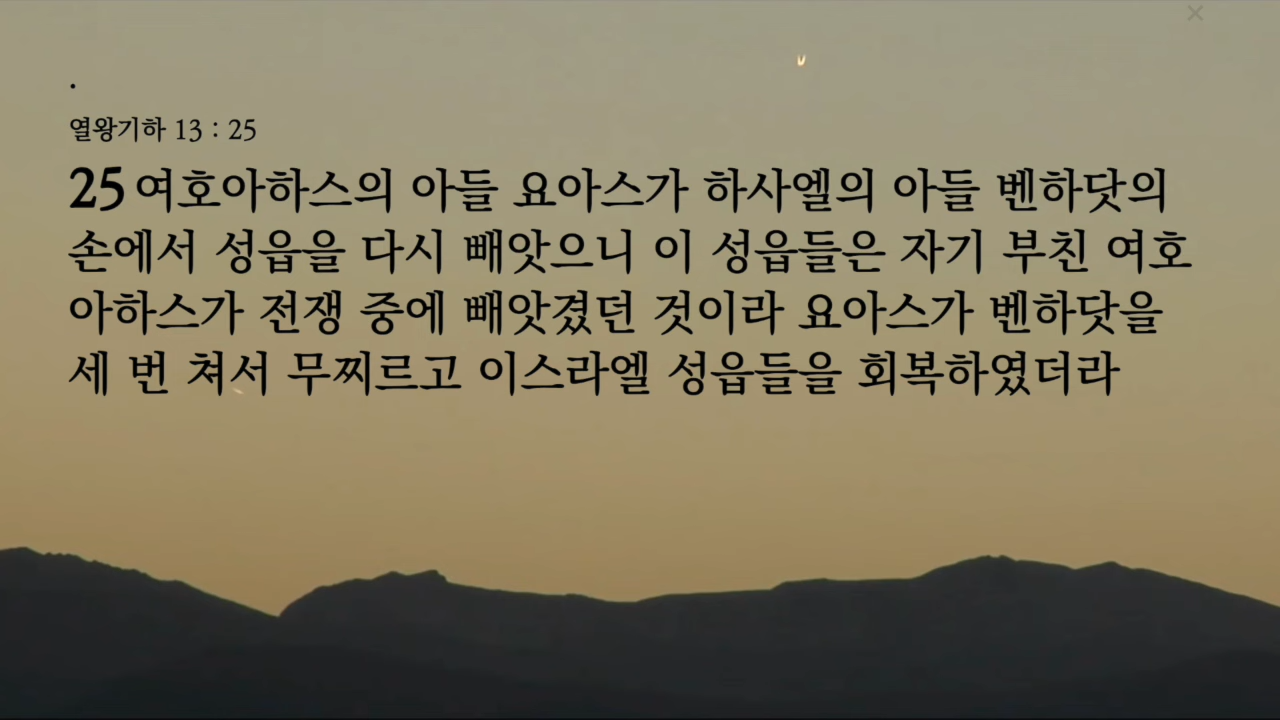 .
열왕기하 13 : 25
25 여호아하스의 아들 요아스가 하사엘의 아들 벤하닷의
손에서 성읍을 다시 빼앗으니 이 성읍들은 자기 부친 여호
아하스가 전쟁 중에 빼앗겼던 것이라 요아스가 벤하닷을
세 번 쳐서 무찌르고 이스라엘 성읍들을 회복하였더라